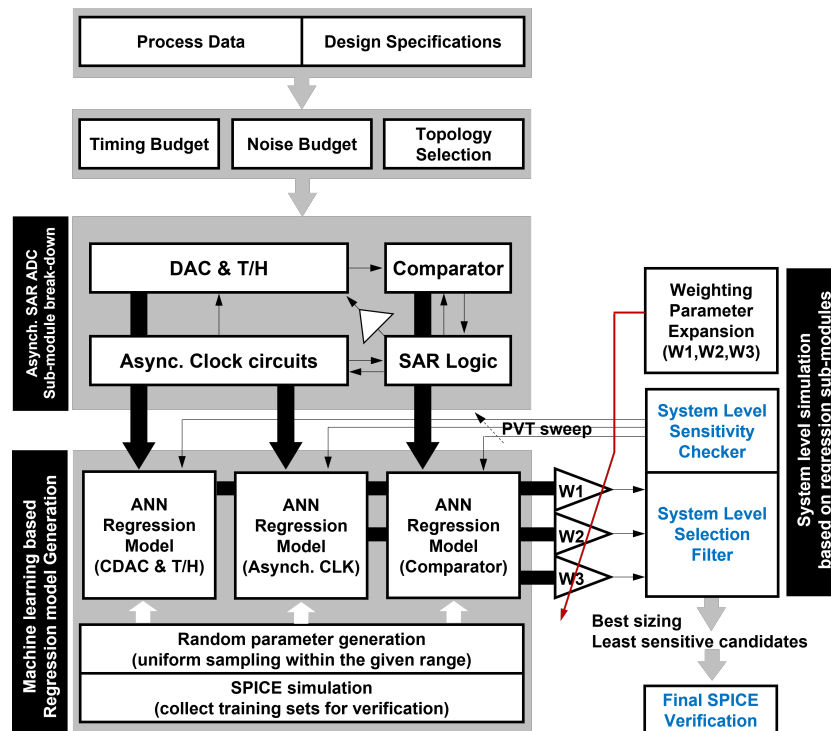 Process Data
Design Specifications
Timing Budget
Noise Budget
Topology
Selection
Asynch. SAR ADC
Sub-module break-down
DAC & T/H
Comparator
Async. Clock circuits
SAR Logic
Weighting
Parameter
Expansion
(W1,W2,W3)
System Level
Sensitivity
Checker
System Level
Selection
Filter
System level simulation
based on regression sub-modules
PVT sweep
Machine learning based
Regression model Generation
ANN
Regression
Model
(CDAC & T/H)
ANN
Regression
Model
(Asynch. CLK)
ANN
Regression
Model
(Comparator)
W1
W2
W3
Random parameter generation
(uniform sampling within the given range)
SPICE simulation
(collect training sets for verification)
Best sizing
Least sensitive candidates
Final SPICE
Verification